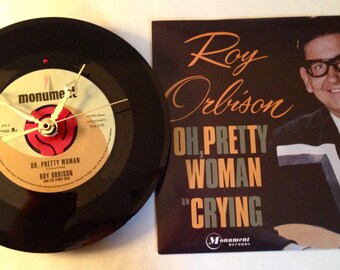 monument
OH, PRETTY WOMAN
ROY ORBISON
Roy
Orbison
OH, PRETTY
WOMAN
b/w
CRYING
Monument
RECORDS